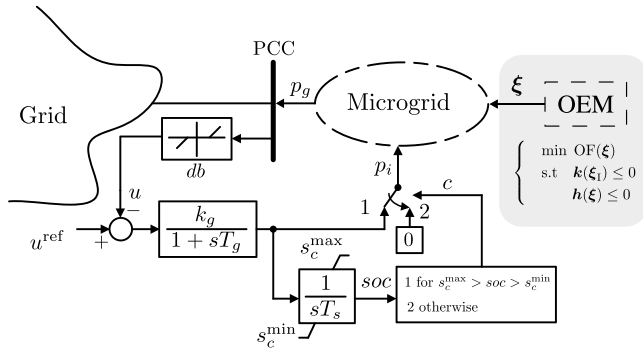 PCC
Grid
p_g
Microgrid
ξ
OEM
min OF(ξ)
s.t k(ξ_I) ≤ 0
h(ξ) ≤ 0
db
u
−
+
u^ref
k_g
1 + sT_g
p_i
c
1
2
0
s_c^max
1
sT_s
s_c^min
soc
1 for s_c^max > soc > s_c^min
2 otherwise